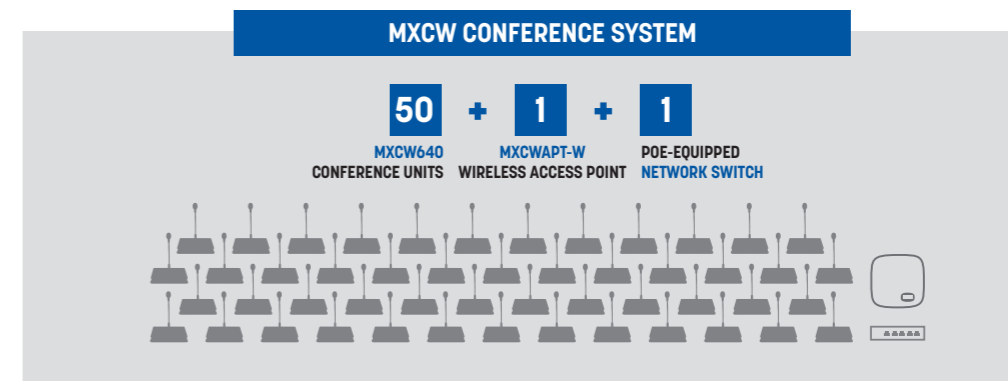 MXCW CONFERENCE SYSTEM
50 + 1 + 1
MXCW640 MXCWAPT-W POE-EQUIPPED
CONFERENCE UNITS WIRELESS ACCESS POINT NETWORK SWITCH